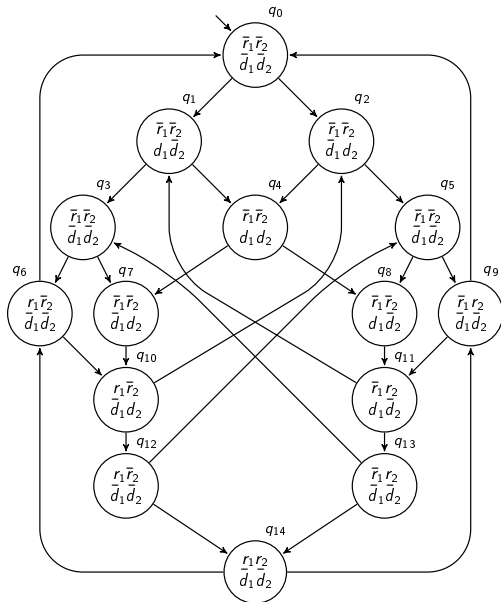 q₀
r̄₁r̄₂
d̄₁d̄₂
q₁
q₂
r̄₁r̄₂
d₁d̄₂
r̄₁r̄₂
d̄₁d₂
q₃
q₄
q₅
r̄₁r̄₂
d̄₁d̄₂
r̄₁r̄₂
d₁d₂
r̄₁r̄₂
d̄₁d̄₂
q₆
q₇
q₈
q₉
r₁r̄₂
d̄₁d̄₂
r̄₁r̄₂
d̄₁d₂
r̄₁r̄₂
d₁d̄₂
r̄₁r₂
d̄₁d̄₂
q₁₀
q₁₁
r₁r̄₂
d̄₁d₂
r̄₁r₂
d₁d̄₂
q₁₂
q₁₃
r₁r̄₂
d̄₁d̄₂
r̄₁r₂
d̄₁d̄₂
q₁₄
r₁r₂
d̄₁d̄₂